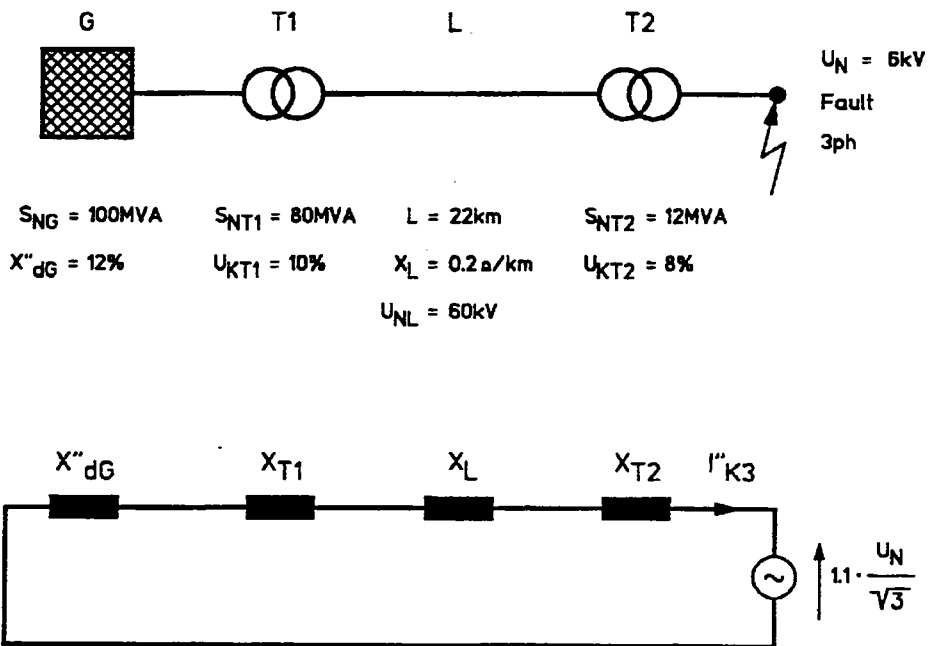 G T1 L T2
U_N = 6kV
Fault
3ph
S_NG = 100MVA S_NT1 = 80MVA L = 22km S_NT2 = 12MVA
X"_dG = 12% U_KT1 = 10% X_L = 0.2Ω/km U_KT2 = 8%
U_NL = 60kV
X"_dG X_T1 X_L X_T2 I"_K3
~ 1.1 · U_N
√3